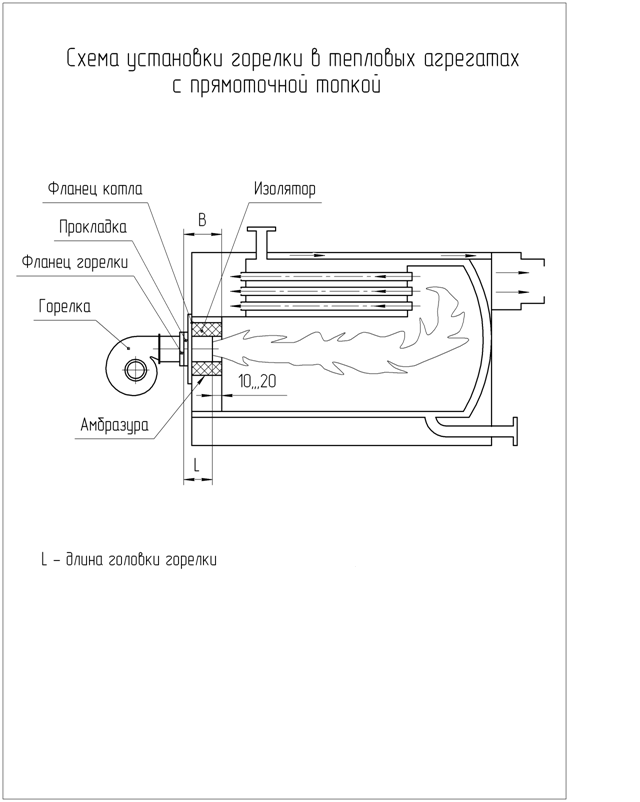 Схема установки горелки в тепловых агрегатах
с прямоточной топкой
Фланец котла
Изолятор
В
Прокладка
Фланец горелки
Горелка
10,,,20
Амбразура
L
L – длина головки горелки